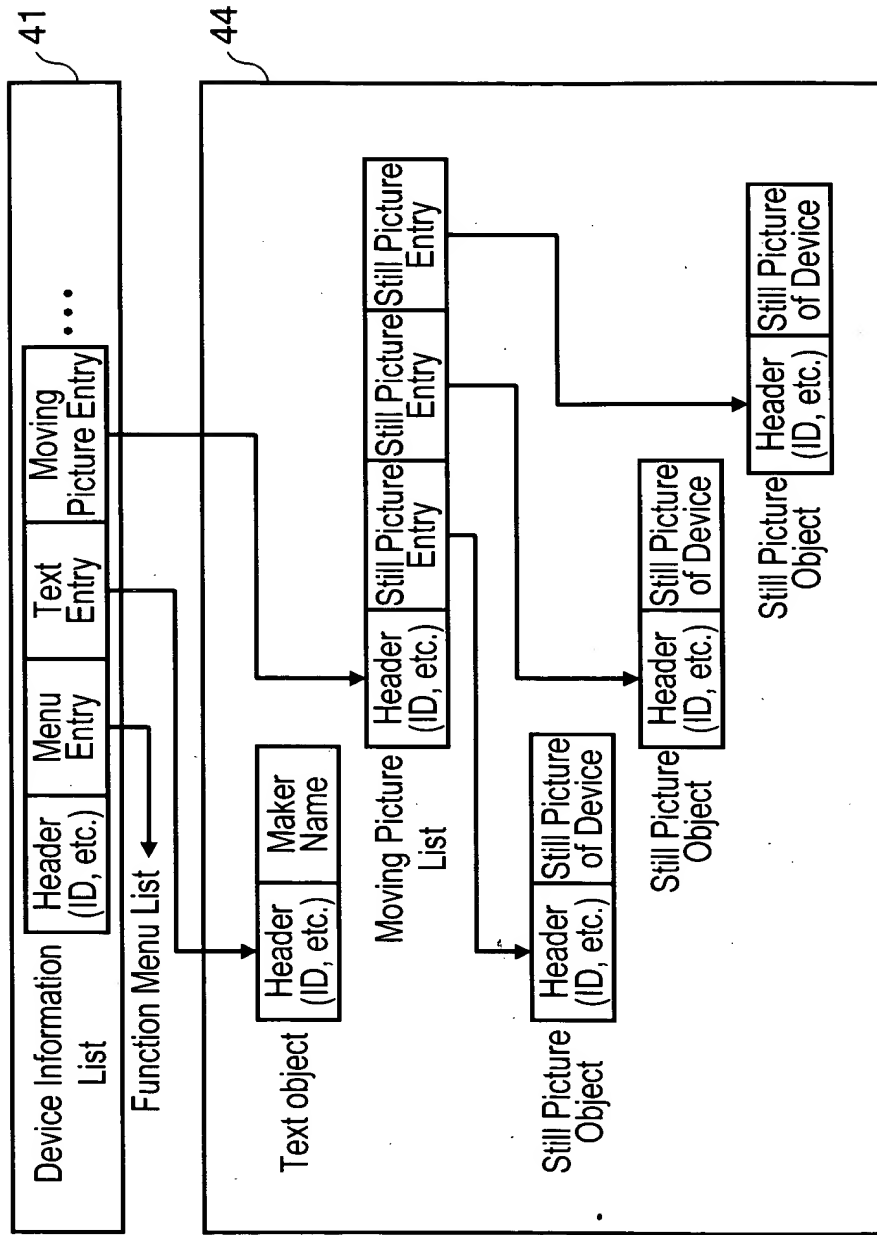 41
Device Information
List
Header
(ID, etc.)
Menu
Entry
Text
Entry
Moving
Picture Entry
...
Function Menu List
44
Text object
Header
(ID, etc.)
Maker
Name
Moving Picture
List
Header
(ID, etc.)
Still Picture
Entry
Still Picture
Entry
Still Picture
Entry
Still Picture
Object
Header
(ID, etc.)
Still Picture
of Device
Still Picture
Object
Header
(ID, etc.)
Still Picture
of Device
Still Picture
Object
Header
(ID, etc.)
Still Picture
of Device